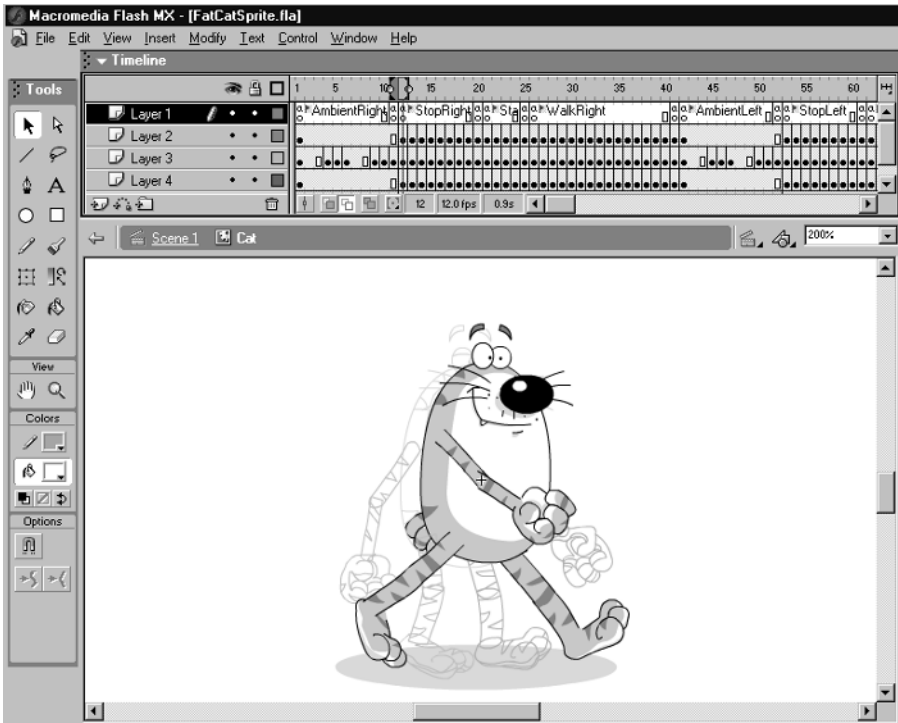 Macromedia Flash MX - [FatCatSprite.fla]
File Edit View Insert Modify Text Control Window Help
Timeline
Tools
1 5 10 15 20 25 30 35 40 45 50 55 60
Layer 1
AmbientRight StopRight Sta WalkRight AmbientLeft StopLeft
Layer 2
Layer 3
Layer 4
12 12.0 fps 0.9s
Scene 1 Cat 200%
A
View
Colors
Options